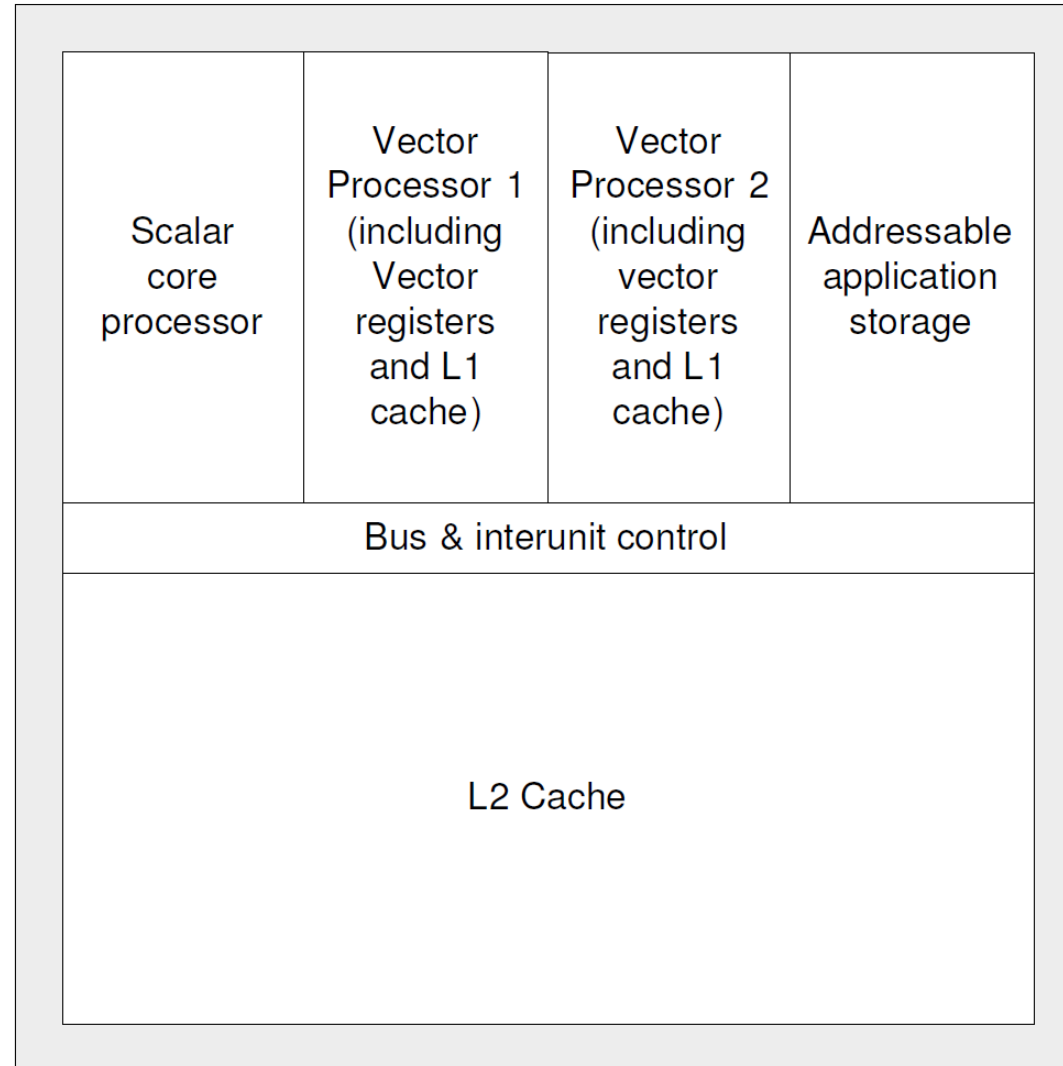 Scalar
core
processor
Vector
Processor 1
(including
Vector
registers
and L1
cache)
Vector
Processor 2
(including
vector
registers
and L1
cache)
Addressable
application
storage
Bus & interunit control
L2 Cache